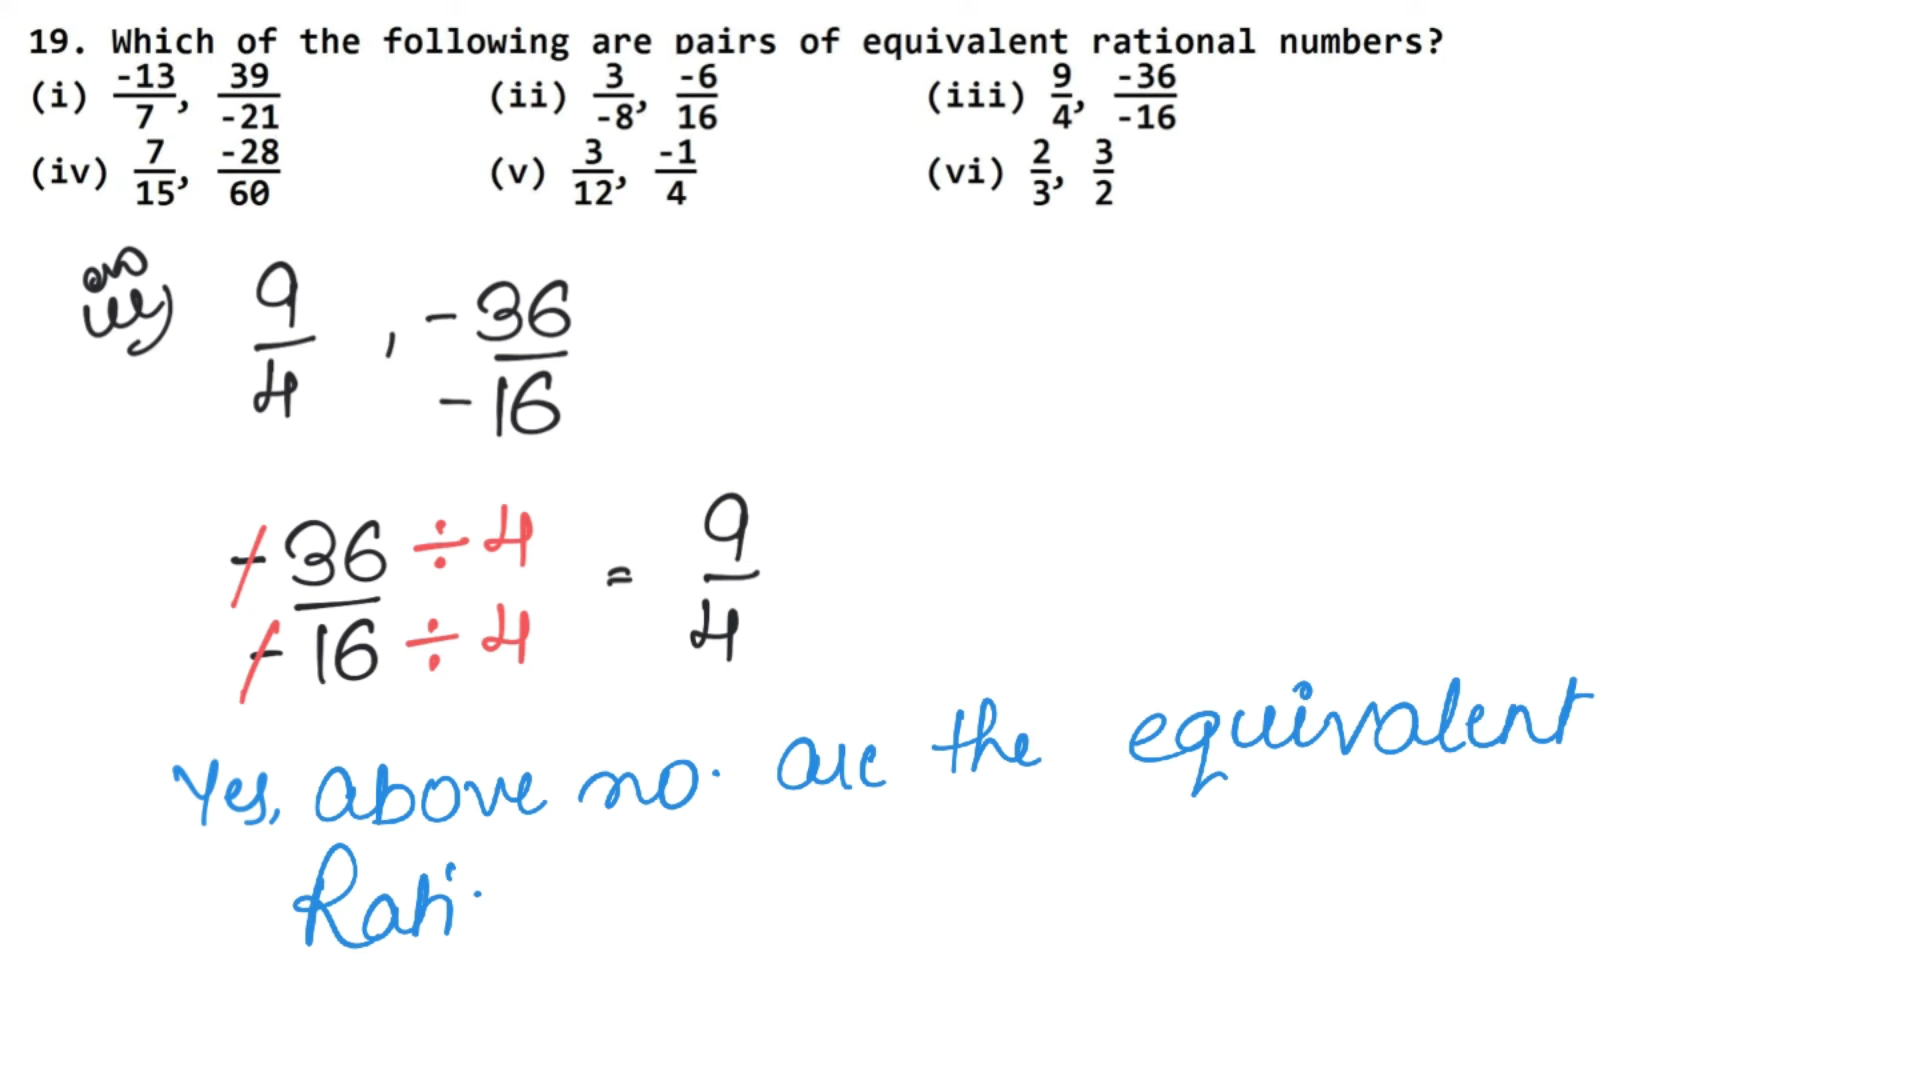 19. Which of the following are pairs of equivalent rational numbers?
(i) -13/7, 39/-21 (ii) 3/-8, -6/16 (iii) 9/4, -36/-16
(iv) 7/15, -28/60 (v) 3/12, -1/4 (vi) 2/3, 3/2
ans
iii) 9/4, -36/-16
-36 ÷ 4 / -16 ÷ 4 = 9/4
Yes, above no. are the equivalent
Rati.